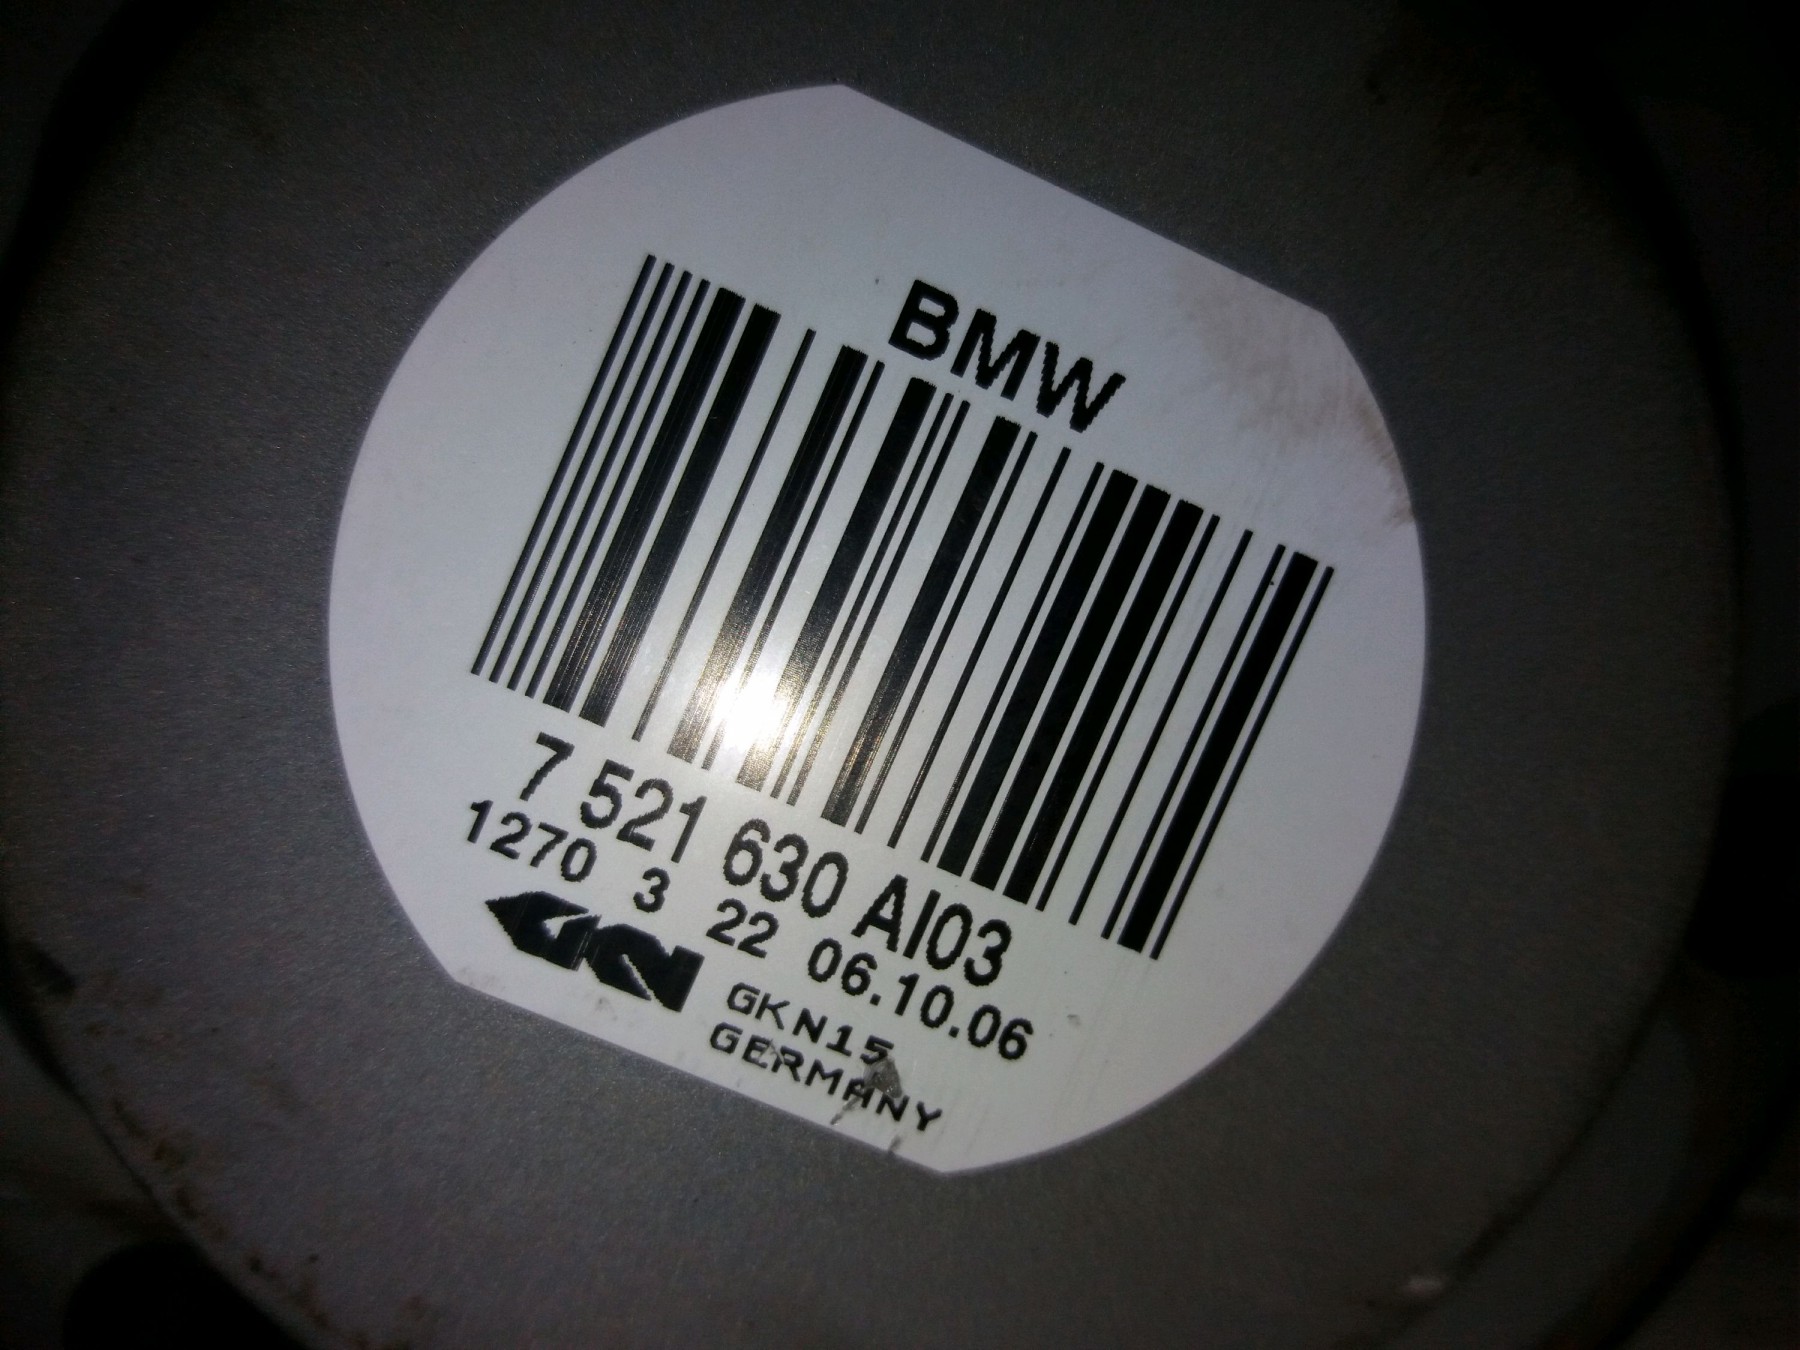 BMW
7 521 630 AI03
1270 3 22 06.10.06
GKN GKN15
GERMANY